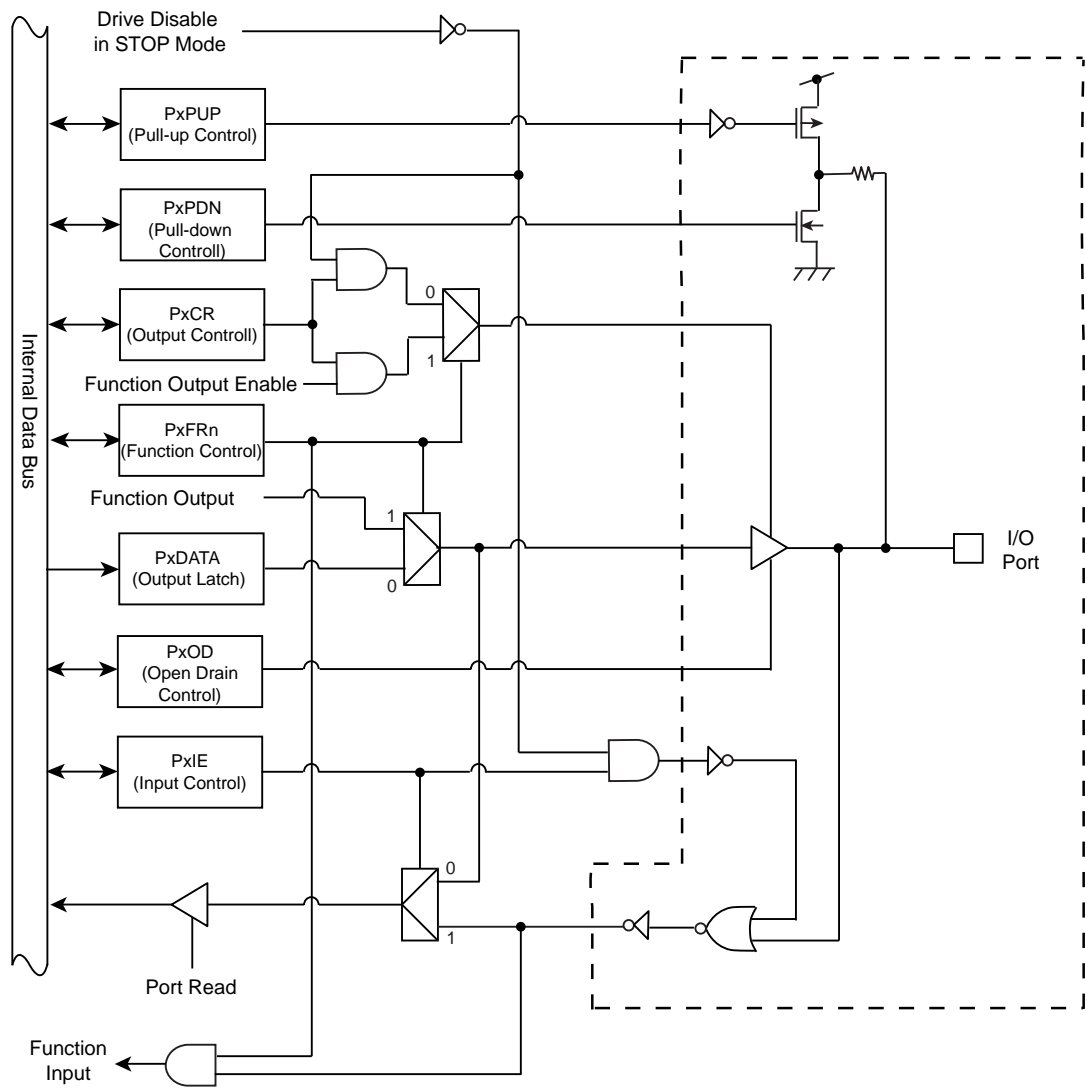 Drive Disable
in STOP Mode
PxPUP
(Pull-up Control)
PxPDN
(Pull-down
Controll)
PxCR
(Output Controll)
0
1
Function Output Enable
Internal Data Bus
PxFRn
(Function Control)
Function Output
1
0
PxDATA
(Output Latch)
I/O
Port
PxOD
(Open Drain
Control)
PxIE
(Input Control)
0
1
Port Read
Function
Input